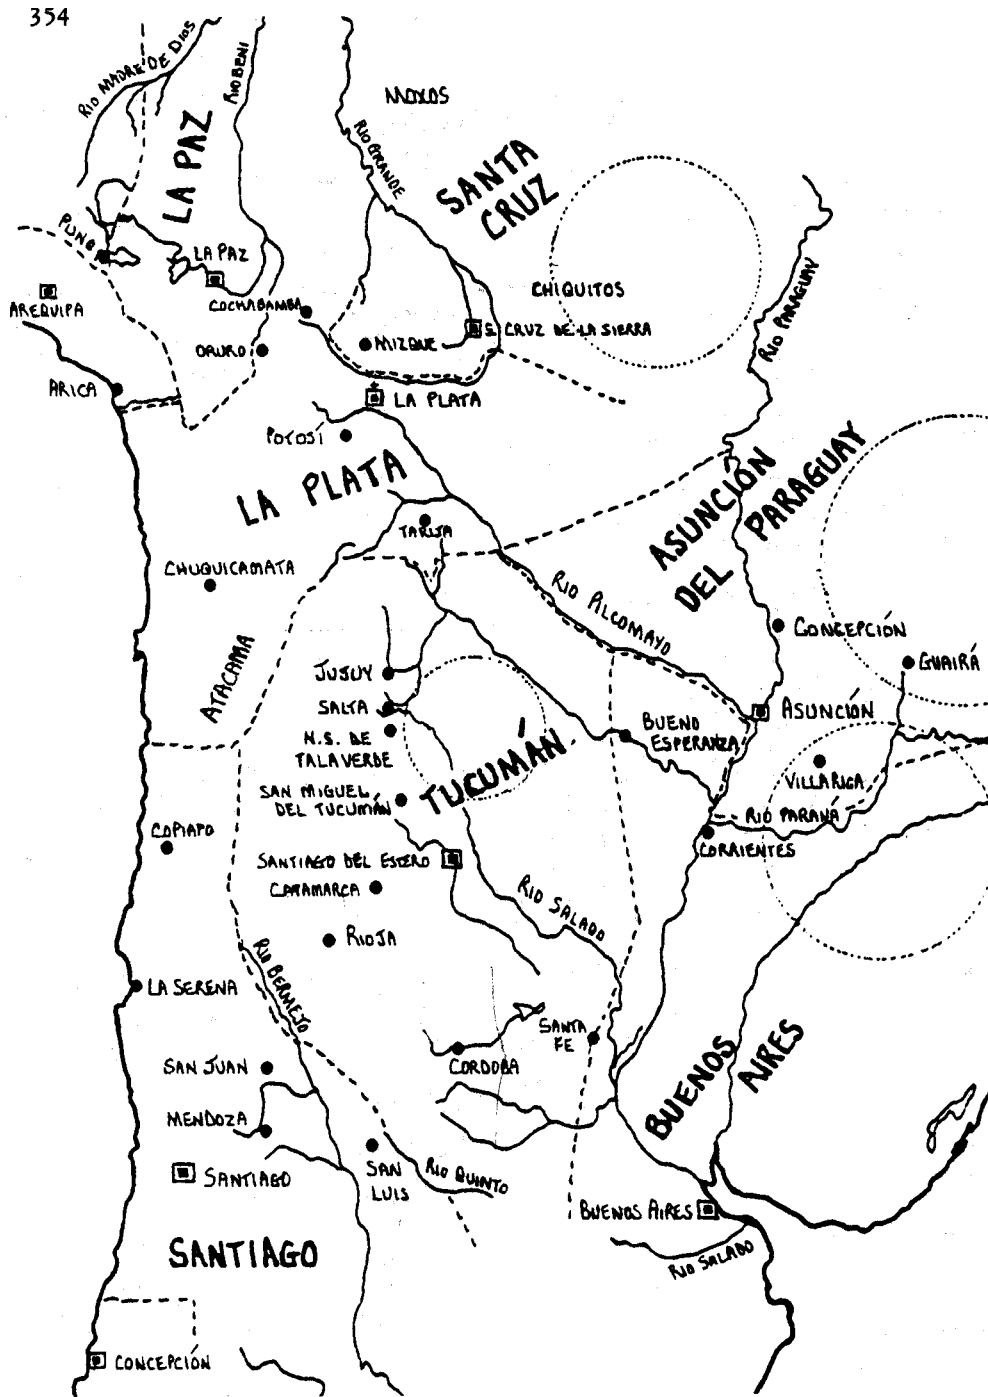 354
RIO MADRE DE DIOS
RIO BENI
MOXOS
RIO GRANDE
LA PAZ
SANTA
CRUZ
PUNO
LA PAZ
AREQUIPA
COCHABAMBA
CHIQUITOS
RIO PARAGUAY
S. CRUZ DE LA SIERRA
MIZQUE
ORURO
ARICA
LA PLATA
POTOSÍ
LA PLATA
ASUNCIÓN
DEL
PARAGUAY
TARIJA
CHUQUICAMATA
RIO PILCOMAYO
CONCEPCIÓN
GUAIRÁ
ATACAMA
JUJUY
SALTA
N.S. DE
TALAVERDE
ASUNCIÓN
BUENO
ESPERANZA
TUCUMÁN
VILLARICA
SAN MIGUEL
DEL TUCUMÁN
RIO PARANÁ
COPIAPO
CORRIENTES
SANTIAGO DEL ESTERO
CATAMARCA
RIO SALADO
RIOJA
RIO BERMEJO
LA SERENA
SANTA
FE
CORDOBA
SAN JUAN
BUENOS
AIRES
MENDOZA
SANTIAGO
SAN
LUIS
RIO QUINTO
BUENOS AIRES
RIO SALADO
SANTIAGO
CONCEPCIÓN